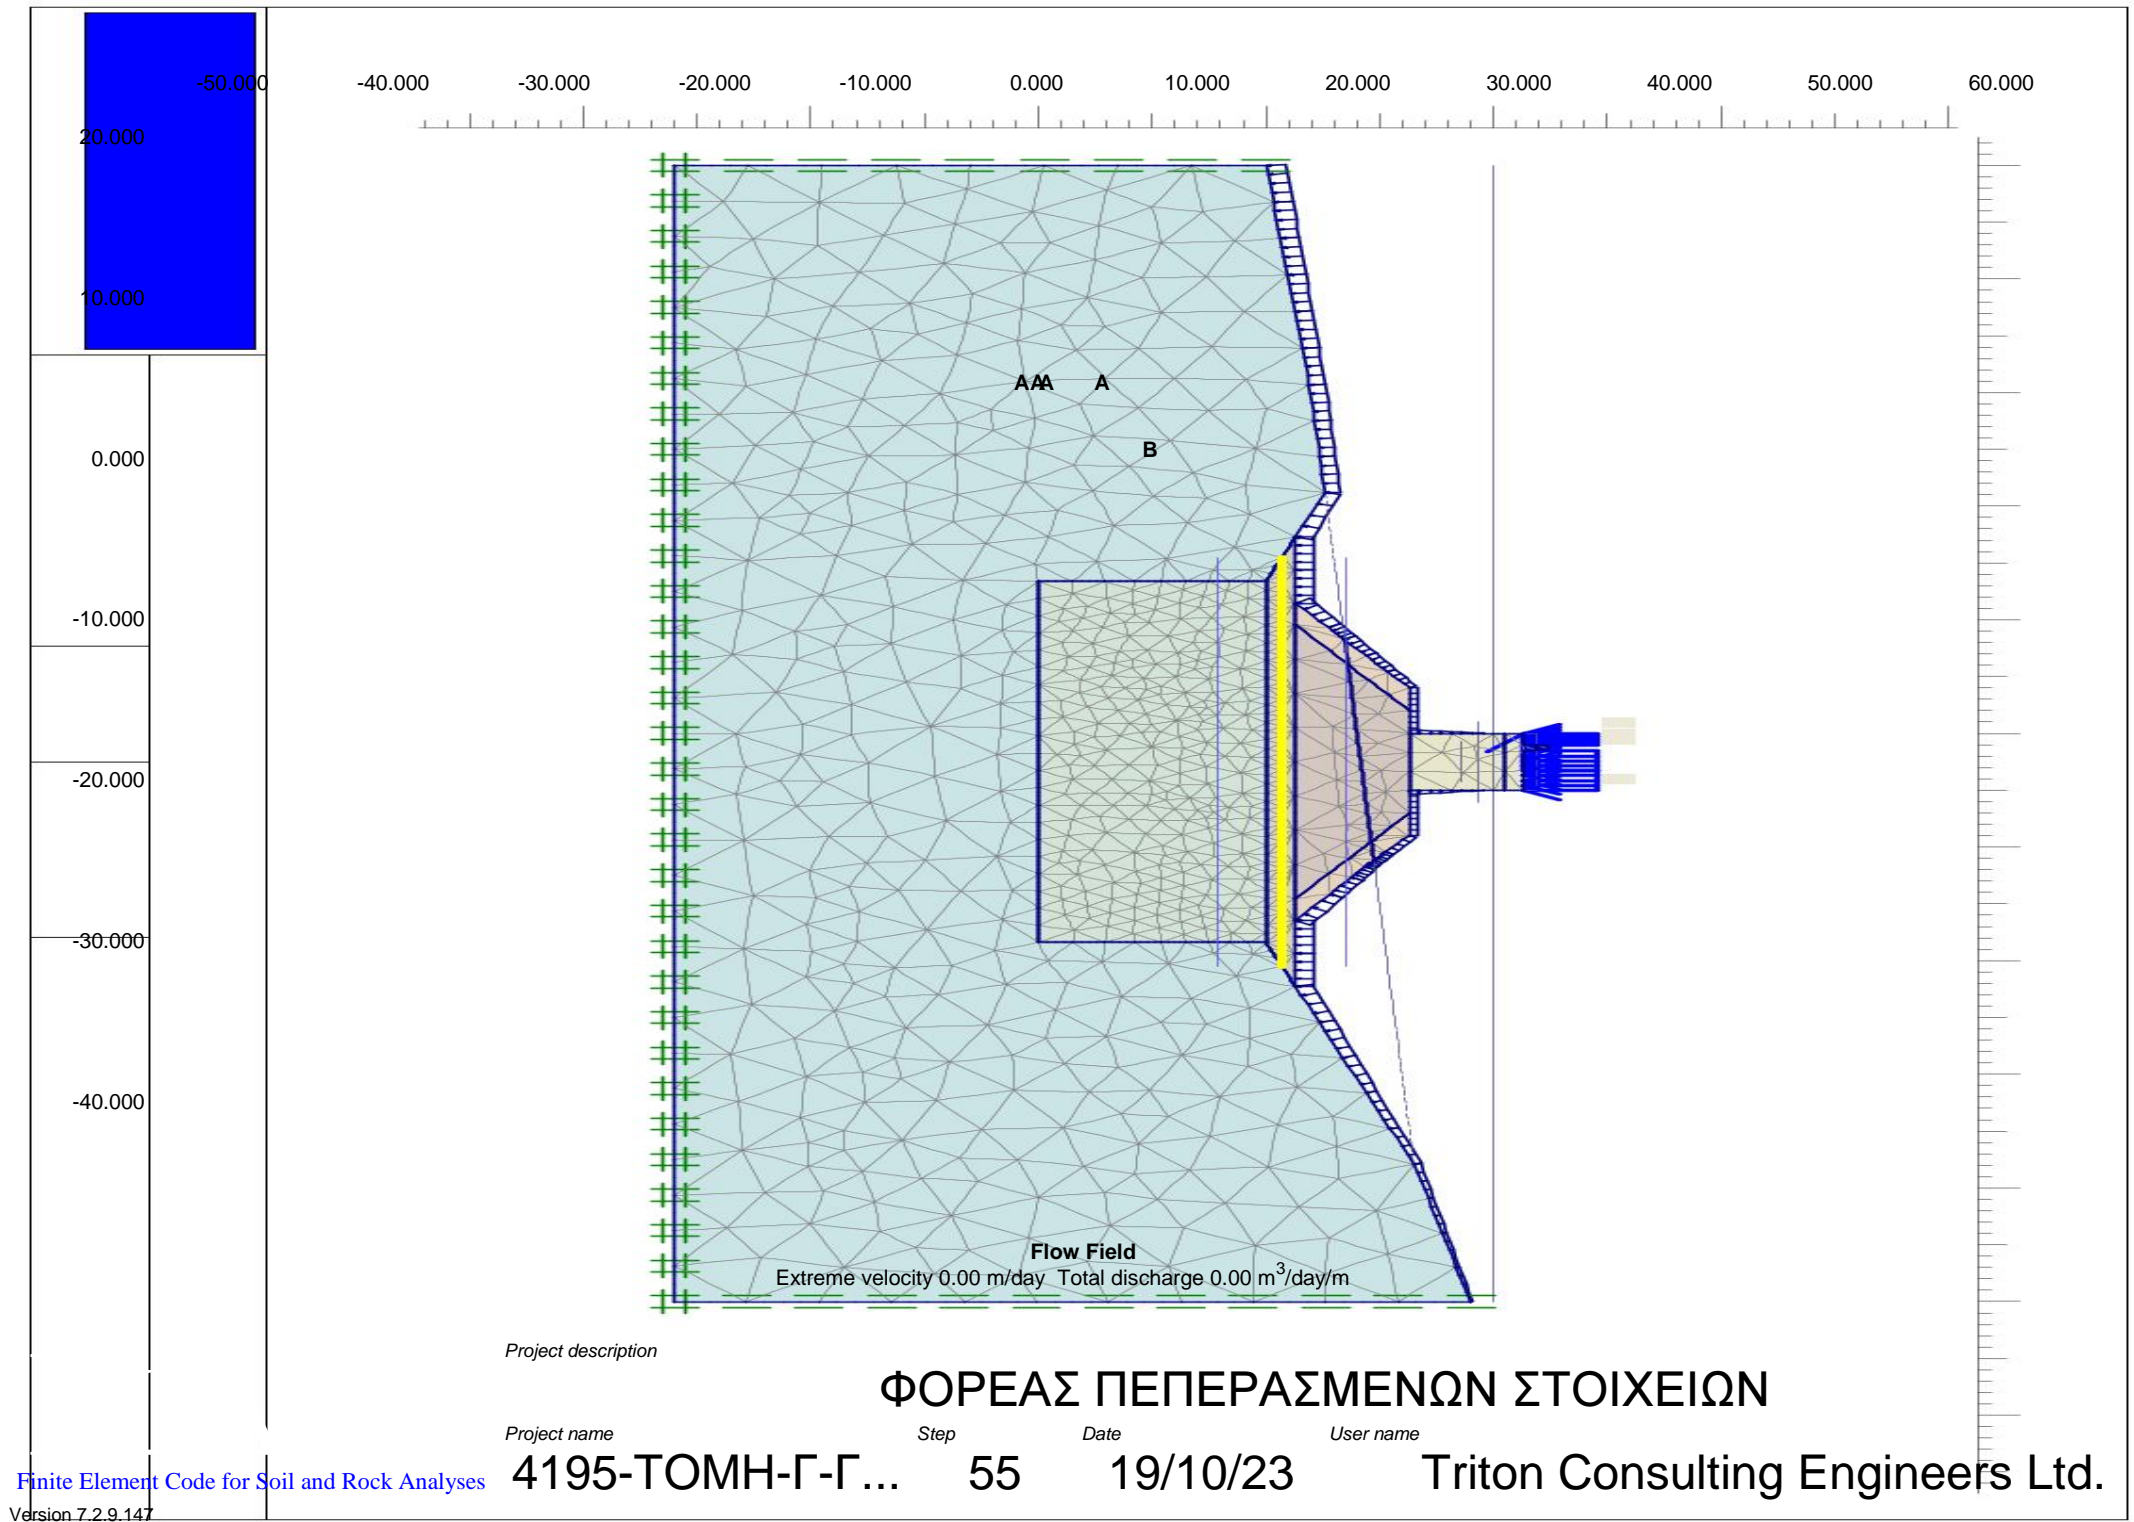 -50.000 -40.000 -30.000 -20.000 -10.000 0.000 10.000 20.000 30.000 40.000 50.000 60.000
20.000
10.000
A A A A
B
0.000
-10.000
-20.000
-30.000
-40.000
Flow Field
Extreme velocity 0.00 m/day Total discharge 0.00 m³/day/m
Project description
ΦΟΡΕΑΣ ΠΕΠΕΡΑΣΜΕΝΩΝ ΣΤΟΙΧΕΙΩΝ
Project name Step Date User name
4195-ΤΟΜΗ-Γ-Γ... 55 19/10/23 Triton Consulting Engineers Ltd.
Finite Element Code for Soil and Rock Analyses
Version 7.2.9.147